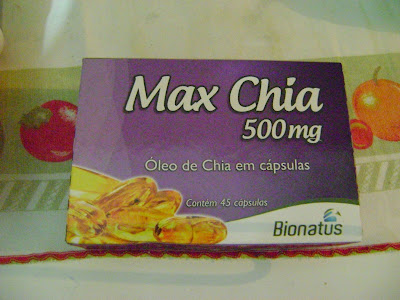 Max Chia
500mg
Óleo de Chia em cápsulas
Contém 45 cápsulas
Bionatus